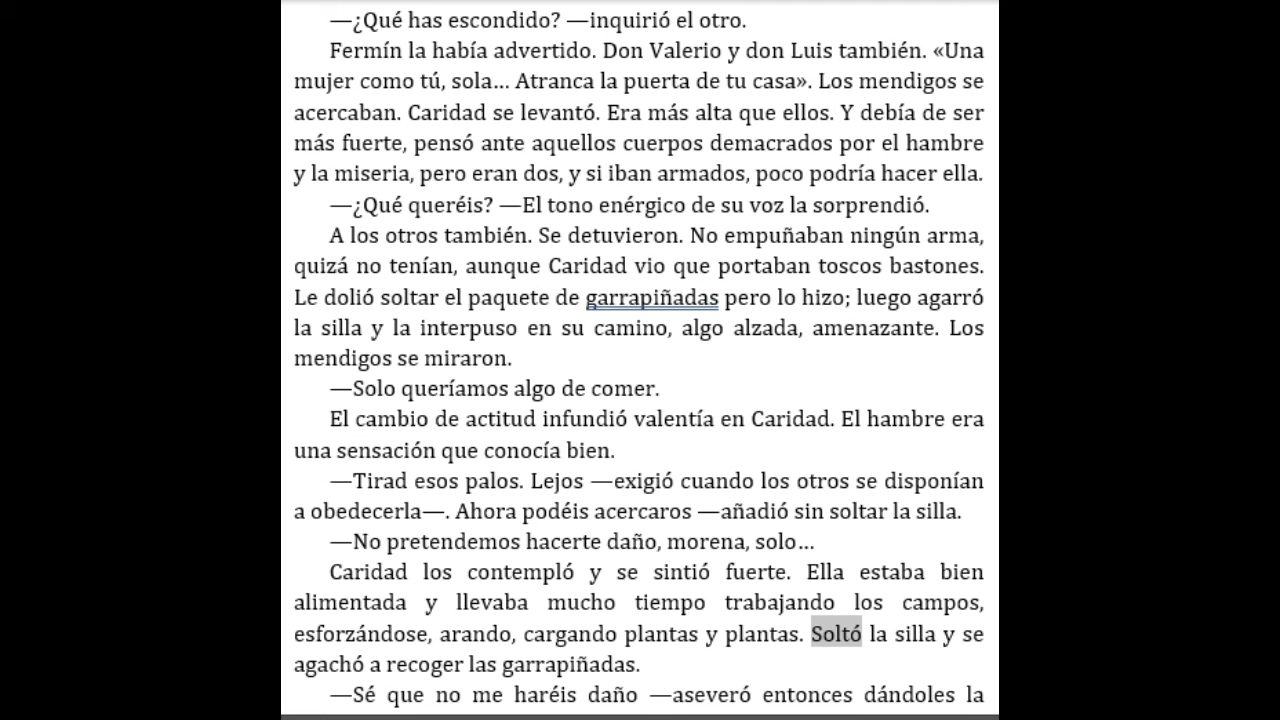 —¿Qué has escondido? —inquirió el otro.
Fermín la había advertido. Don Valerio y don Luis también. «Una
mujer como tú, sola... Atranca la puerta de tu casa». Los mendigos se
acercaban. Caridad se levantó. Era más alta que ellos. Y debía de ser
más fuerte, pensó ante aquellos cuerpos demacrados por el hambre
y la miseria, pero eran dos, y si iban armados, poco podría hacer ella.
—¿Qué queréis? —El tono enérgico de su voz la sorprendió.
A los otros también. Se detuvieron. No empuñaban ningún arma,
quizá no tenían, aunque Caridad vio que portaban toscos bastones.
Le dolió soltar el paquete de garrapiñadas pero lo hizo; luego agarró
la silla y la interpuso en su camino, algo alzada, amenazante. Los
mendigos se miraron.
—Solo queríamos algo de comer.
El cambio de actitud infundió valentía en Caridad. El hambre era
una sensación que conocía bien.
—Tirad esos palos. Lejos —exigió cuando los otros se disponían
a obedecerla—. Ahora podéis acercaros —añadió sin soltar la silla.
—No pretendemos hacerte daño, morena, solo...
Caridad los contempló y se sintió fuerte. Ella estaba bien
alimentada y llevaba mucho tiempo trabajando los campos,
esforzándose, arando, cargando plantas y plantas. Soltó la silla y se
agachó a recoger las garrapiñadas.
—Sé que no me haréis daño —aseveró entonces dándoles la